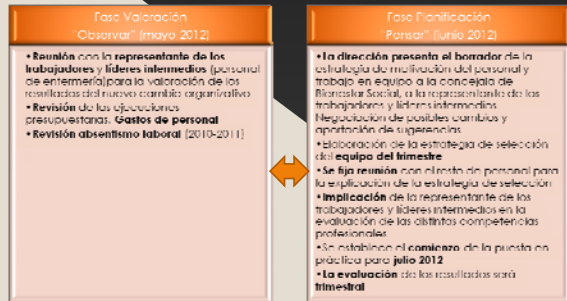 Fase Valoración
"Observar" (mayo 2012)
•Reunión con la representante de los
trabajadores y líderes intermedios (personal
de enfermería)para la valoración de los
resultados del nuevo cambio organizativo
•Revisión de las ejecuciones
presupuestarias. Gastos de personal
•Revisión absentismo laboral (2010-2011)
Fase Planificación
"Pensar" (junio 2012)
•La dirección presenta el borrador de la
estrategia de motivación del personal y
trabajo en equipo a la concejala de
Bienestar Social, a la representante de los
trabajadores y líderes intermedios.
Negociación de posibles cambios y
aportación de sugerencias
•Elaboración de la estrategia de selección
del equipo del trimestre
•Se fija reunión con el resto de personal para
la explicación de la estrategia de selección
•Implicación de la representante de los
trabajadores y líderes intermedios en la
evaluación de las distintas competencias
profesionales
•Se establece el comienzo de la puesta en
práctica para julio 2012
•La evaluación de los resultados será
trimestral